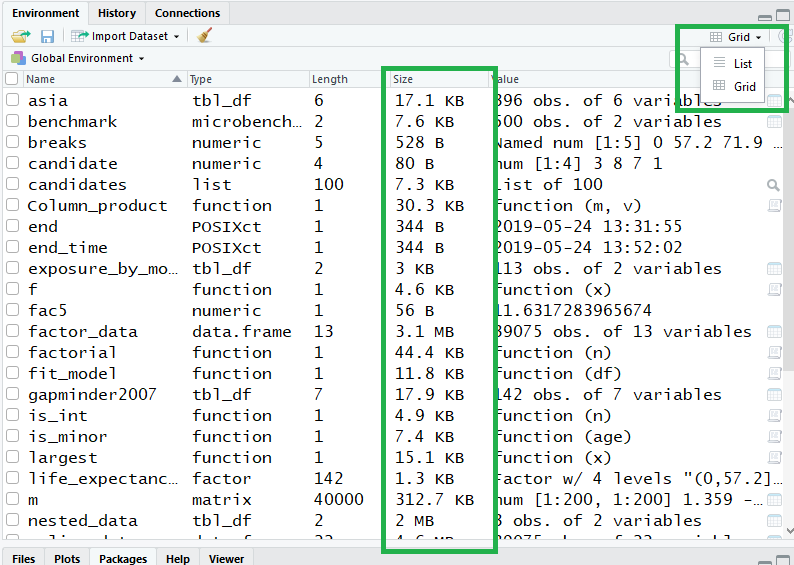 Environment History Connections
Import Dataset Grid
Global Environment List
Grid
Name Type Length Size Value
asia tbl_df 6 17.1 KB 396 obs. of 6 variables
benchmark microbench… 2 7.6 KB 500 obs. of 2 variables
breaks numeric 5 528 B Named num [1:5] 0 57.2 71.9 …
candidate numeric 4 80 B num [1:4] 3 8 7 1
candidates list 100 7.3 KB List of 100
Column_product function 1 30.3 KB function (m, v)
end POSIXct 1 344 B 2019-05-24 13:31:55
end_time POSIXct 1 344 B 2019-05-24 13:52:02
exposure_by_mo… tbl_df 2 3 KB 113 obs. of 2 variables
f function 1 4.6 KB function (x)
fac5 numeric 1 56 B 11.6317283965674
factor_data data.frame 13 3.1 MB 39075 obs. of 13 variables
factorial function 1 44.4 KB function (n)
fit_model function 1 11.8 KB function (df)
gapminder2007 tbl_df 7 17.9 KB 142 obs. of 7 variables
is_int function 1 4.9 KB function (n)
is_minor function 1 7.4 KB function (age)
largest function 1 15.1 KB function (x)
life_expectanc… factor 142 1.3 KB Factor w/ 4 levels "(0,57.2]…
m matrix 40000 312.7 KB num [1:200, 1:200] 1.359 -…
nested_data tbl_df 2 2 MB 3 obs. of 2 variables
Files Plots Packages Help Viewer